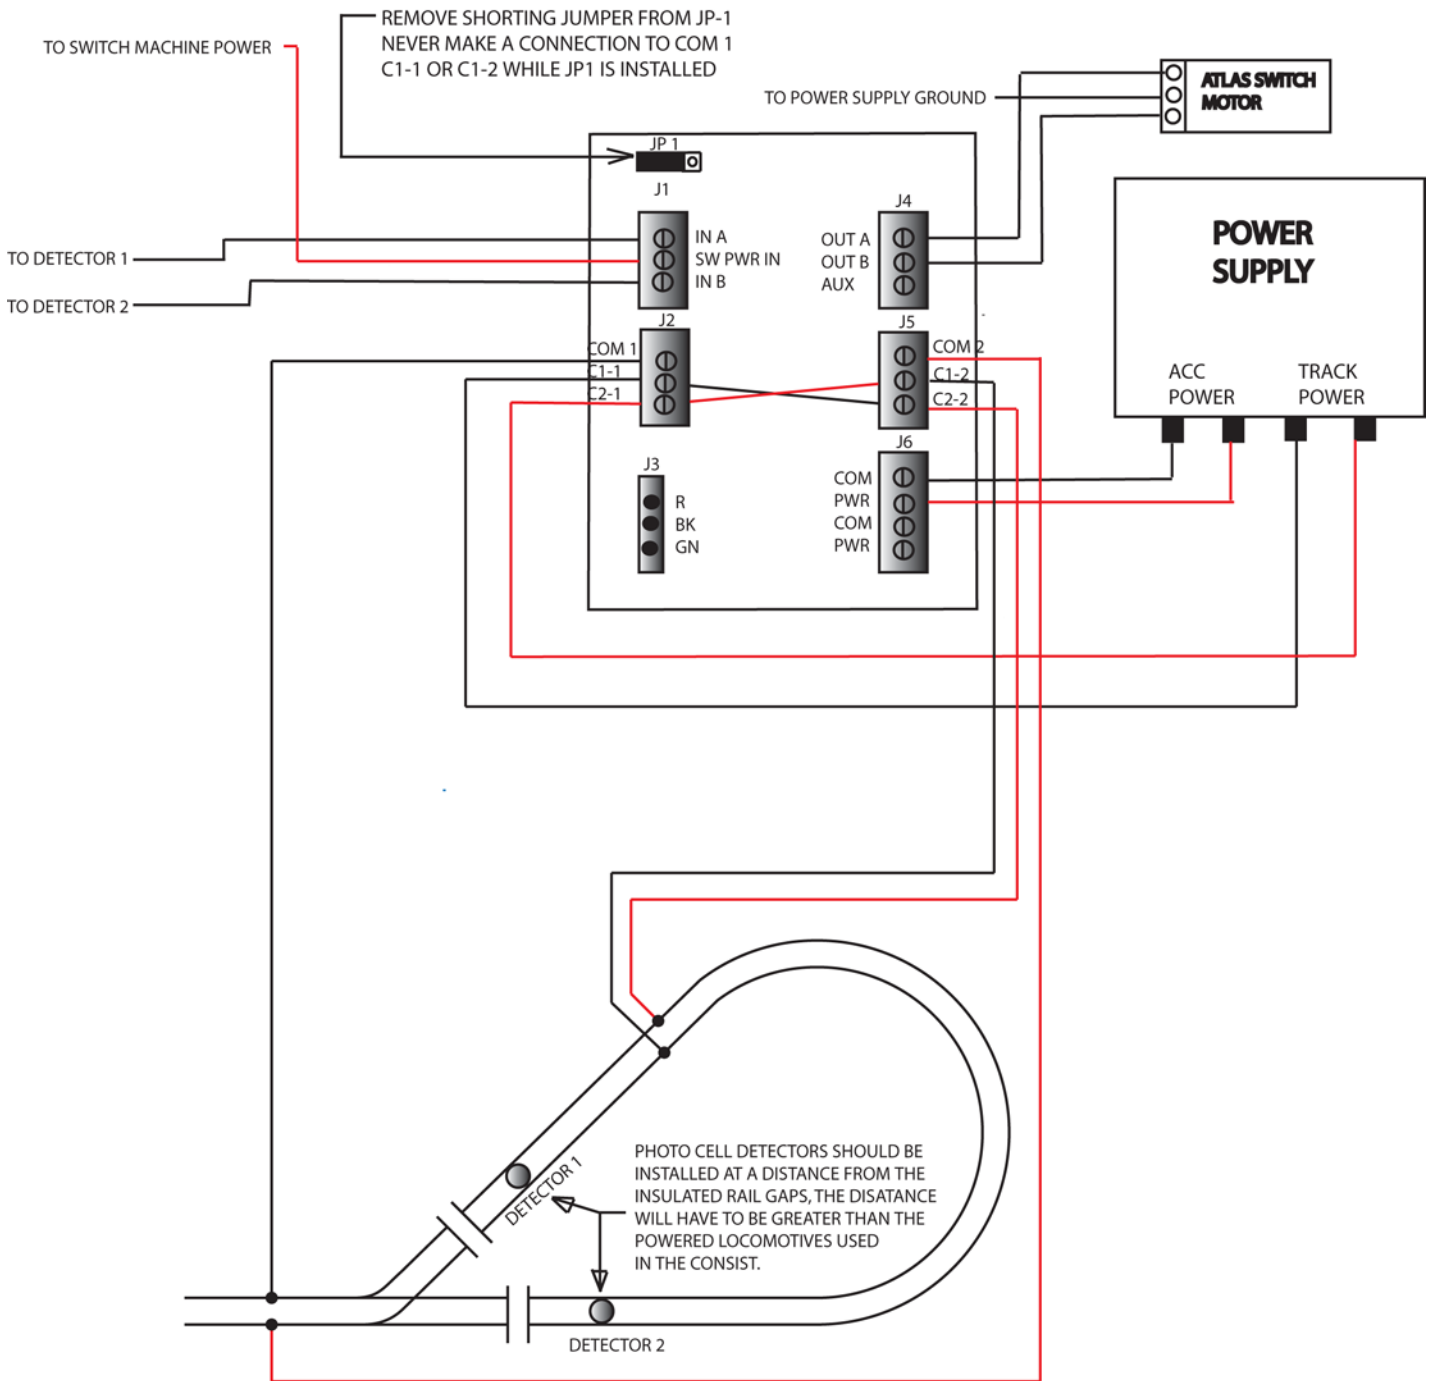 REMOVE SHORTING JUMPER FROM JP-1
NEVER MAKE A CONNECTION TO COM 1
C1-1 OR C1-2 WHILE JP1 IS INSTALLED
TO SWITCH MACHINE POWER
TO POWER SUPPLY GROUND
ATLAS SWITCH
MOTOR
JP 1
J1
IN A
SW PWR IN
IN B
TO DETECTOR 1
TO DETECTOR 2
J4
OUT A
OUT B
AUX
POWER
SUPPLY
ACC
POWER
TRACK
POWER
J2
COM 1
C1-1
C2-1
J5
COM 2
C1-2
C2-2
J3
R
BK
GN
J6
COM
PWR
COM
PWR
DETECTOR 1
PHOTO CELL DETECTORS SHOULD BE
INSTALLED AT A DISTANCE FROM THE
INSULATED RAIL GAPS, THE DISATANCE
WILL HAVE TO BE GREATER THAN THE
POWERED LOCOMOTIVES USED
IN THE CONSIST.
DETECTOR 2